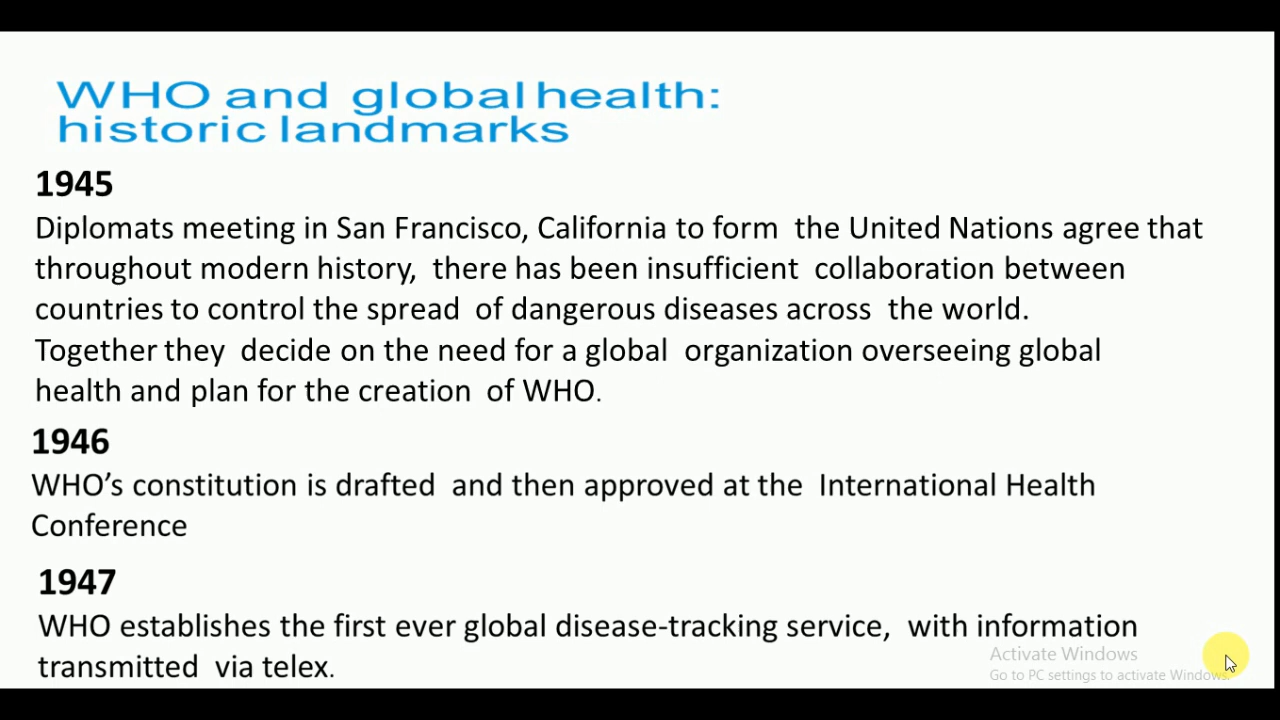 WHO and global health:
historic landmarks
1945
Diplomats meeting in San Francisco, California to form the United Nations agree that
throughout modern history, there has been insufficient collaboration between
countries to control the spread of dangerous diseases across the world.
Together they decide on the need for a global organization overseeing global
health and plan for the creation of WHO.
1946
WHO’s constitution is drafted and then approved at the International Health
Conference
1947
WHO establishes the first ever global disease-tracking service, with information
transmitted via telex.
Activate Windows
Go to PC settings to activate Windows.